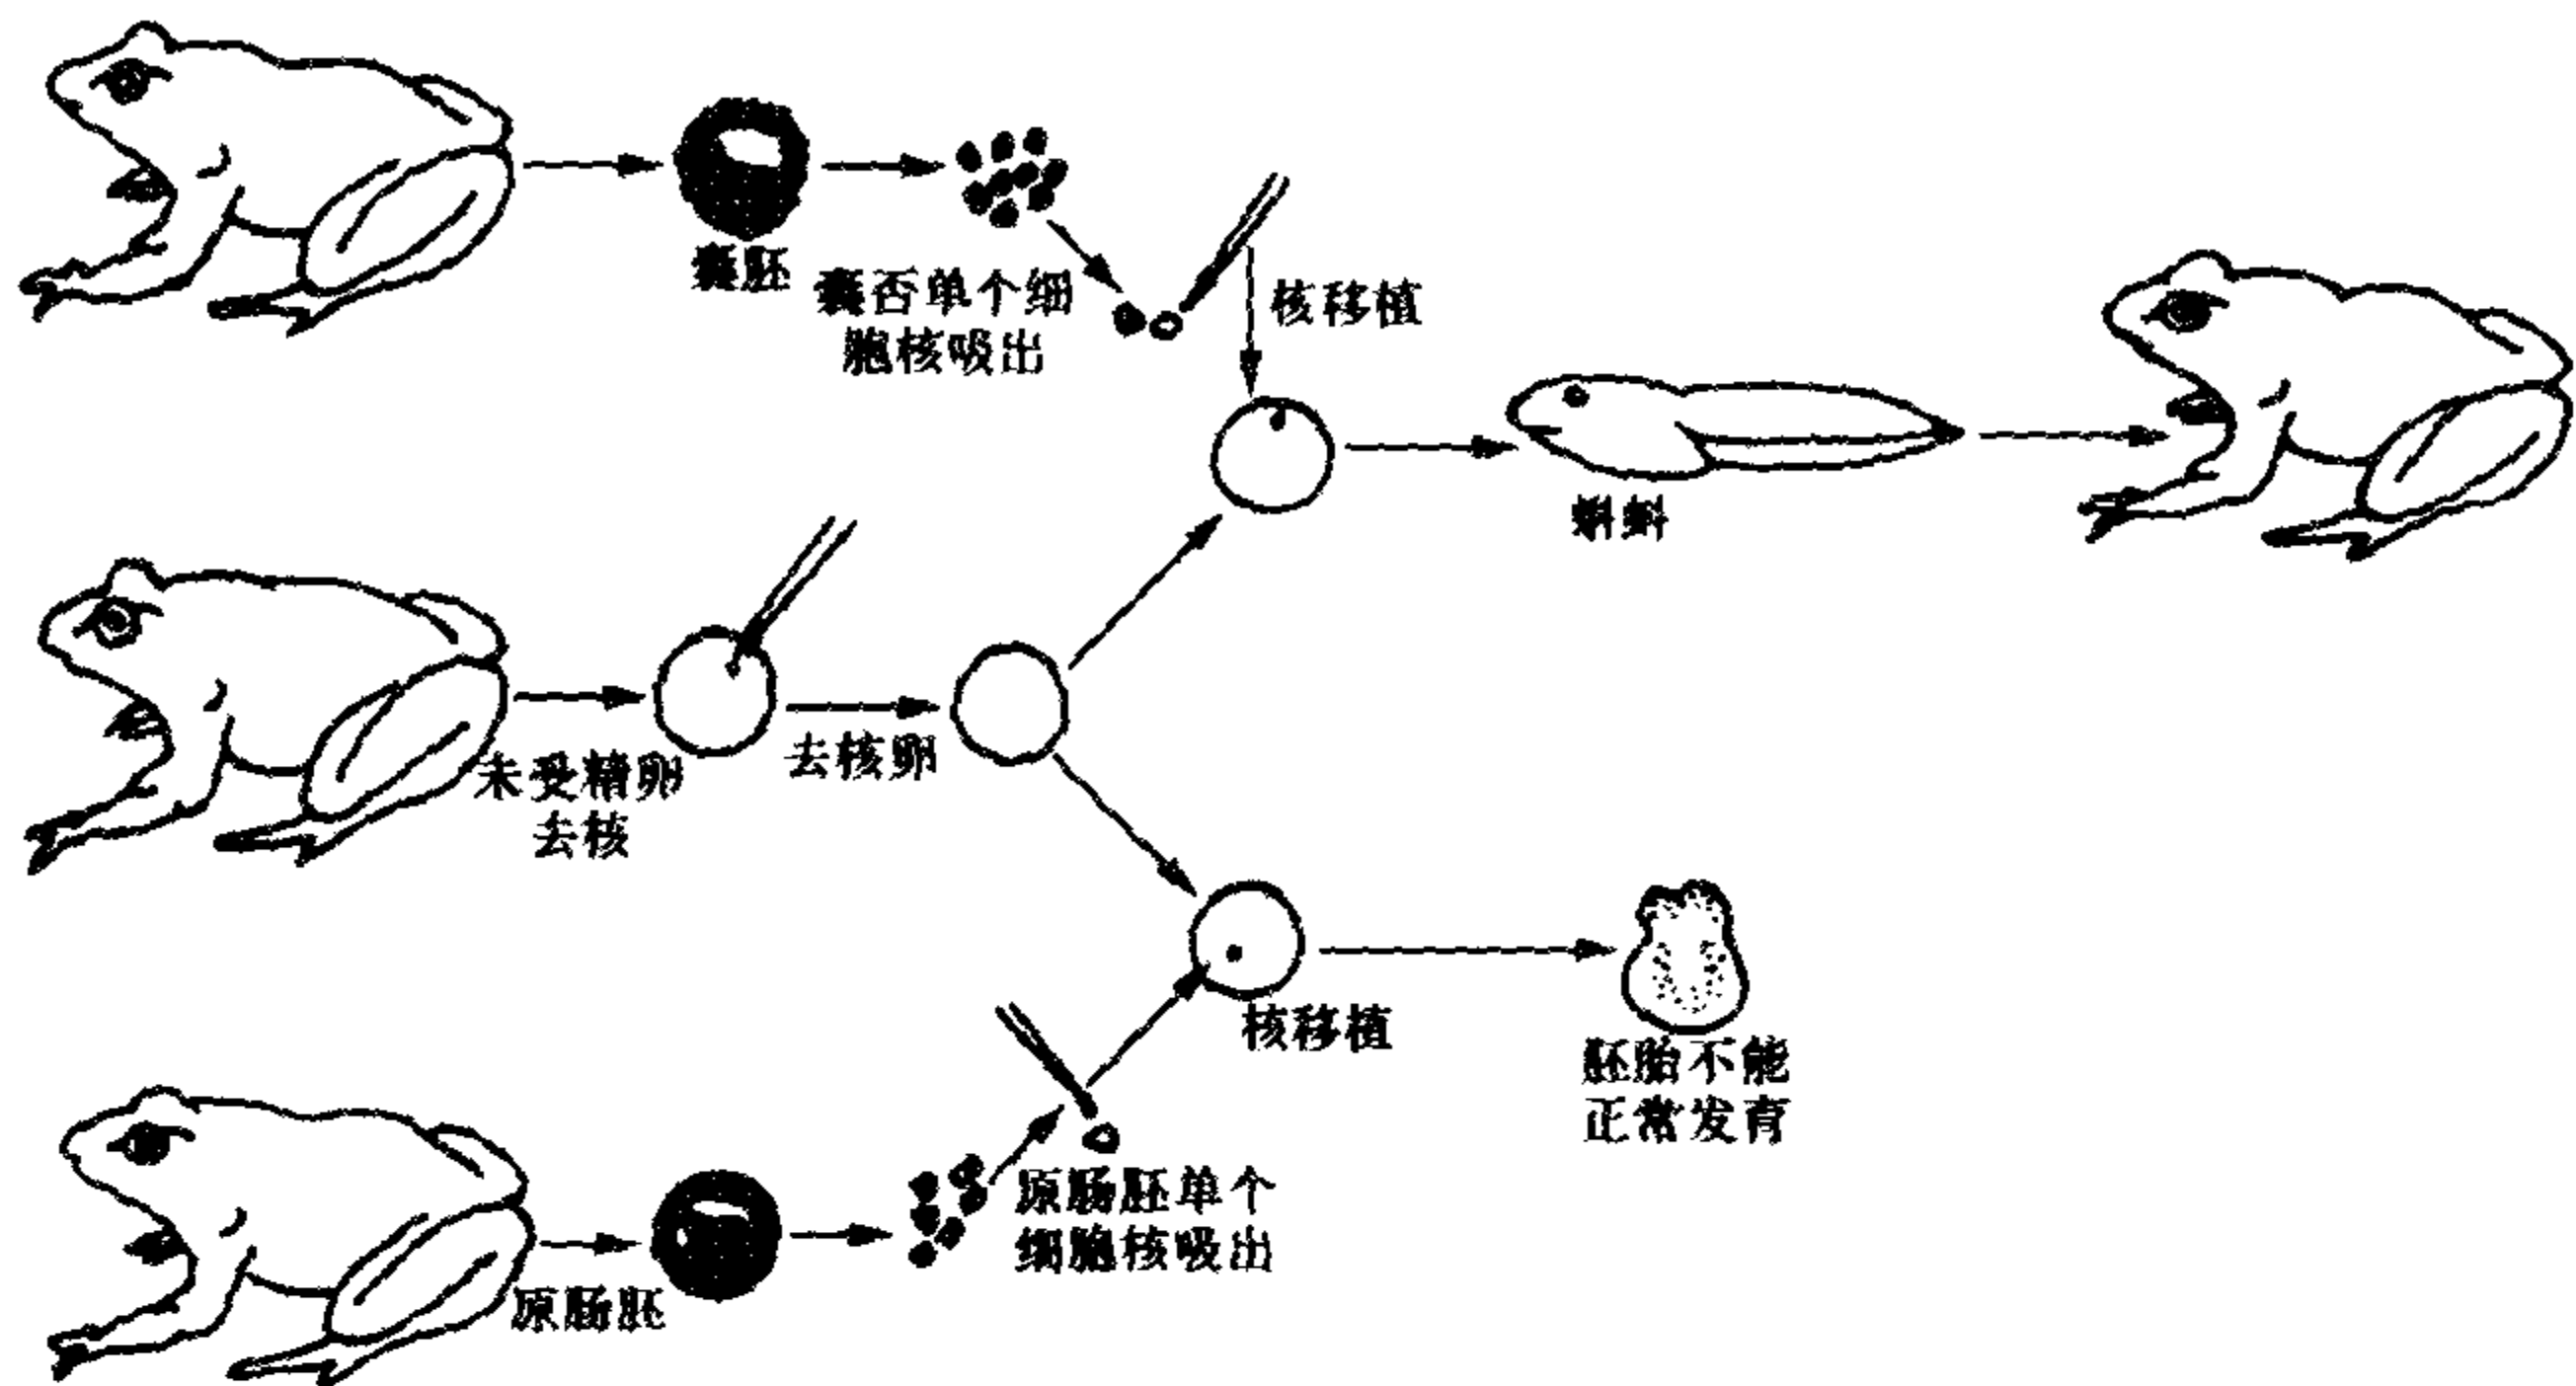 囊胚
囊否单个细
胞核吸出
核移植
蝌蚪
未受精卵
去核
去核卵
核移植
胚胎不能
正常发育
原肠胚单个
细胞核吸出
原肠胚